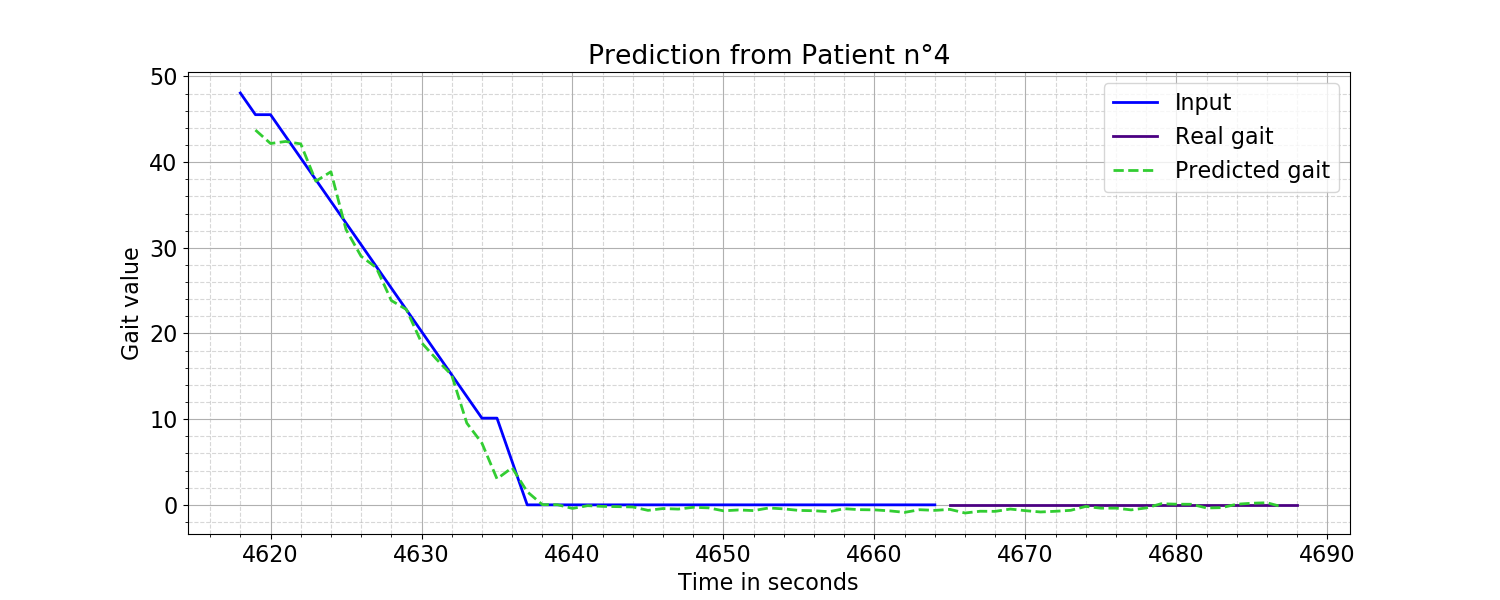 Prediction from Patient n°4
50
40
30
20
10
0
Gait value
Input
Real gait
Predicted gait
4620 4630 4640 4650 4660 4670 4680 4690
Time in seconds